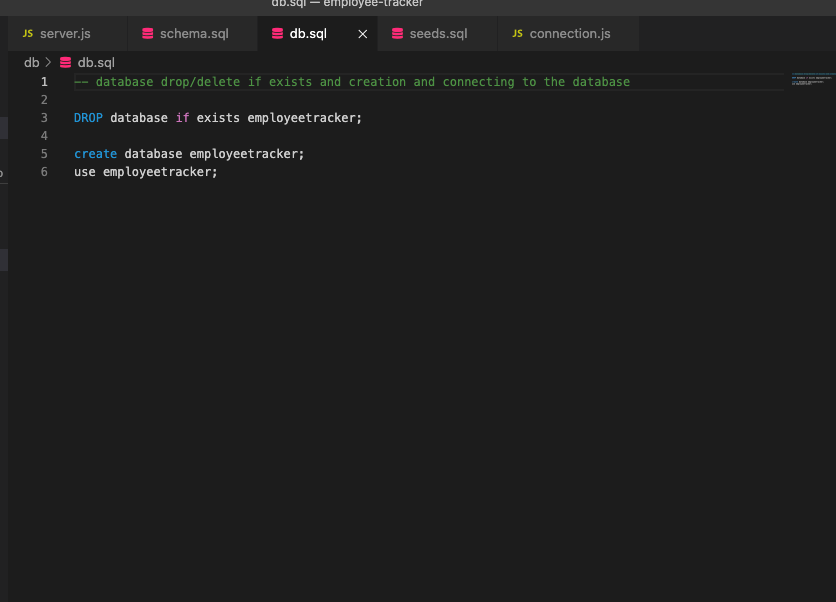 db.sql — employee-tracker
JS server.js
schema.sql
db.sql
seeds.sql
JS connection.js
db > db.sql
1 -- database drop/delete if exists and creation and connecting to the database
2
3 DROP database if exists employeetracker;
4
5 create database employeetracker;
6 use employeetracker;